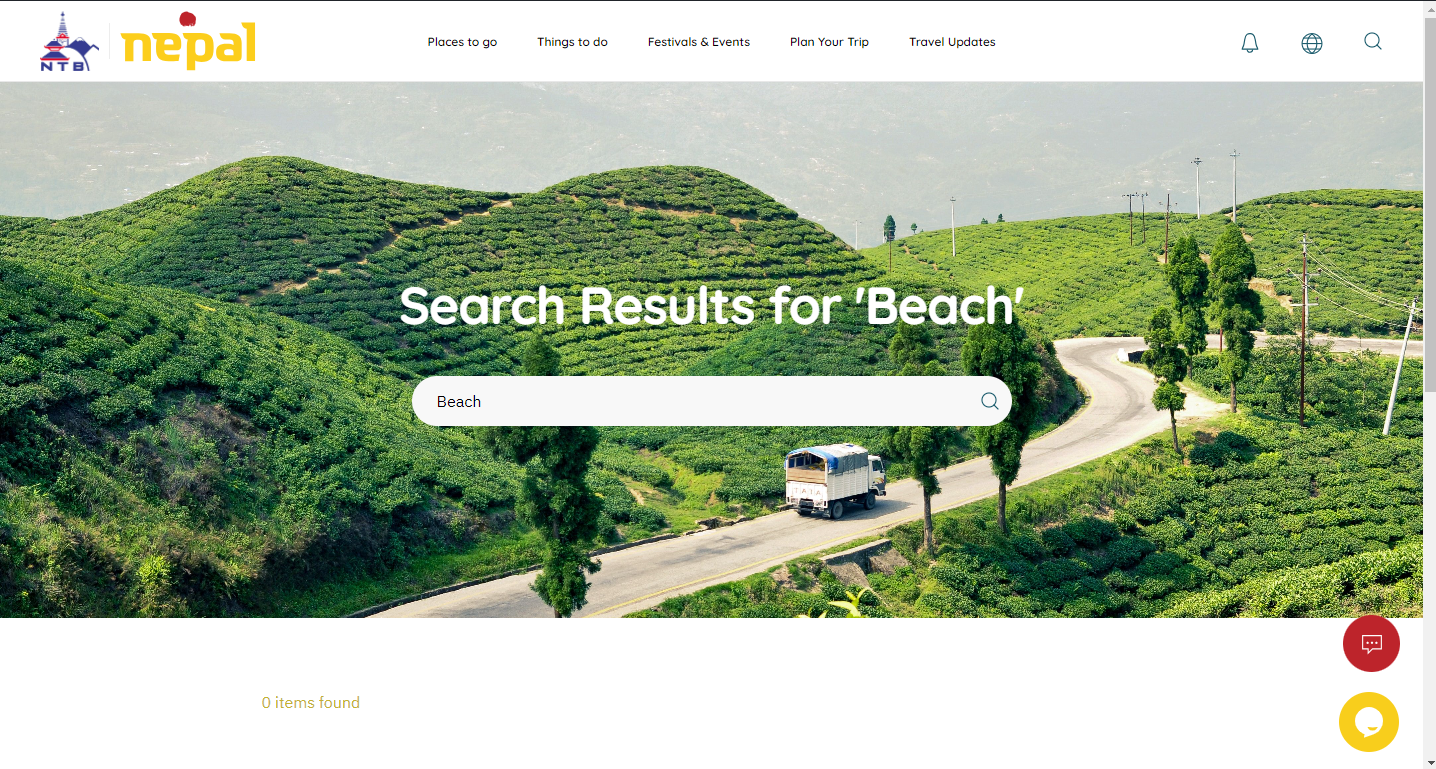 NTB
nepal
Places to go
Things to do
Festivals & Events
Plan Your Trip
Travel Updates
Search Results for 'Beach'
Beach
TATA
0 items found